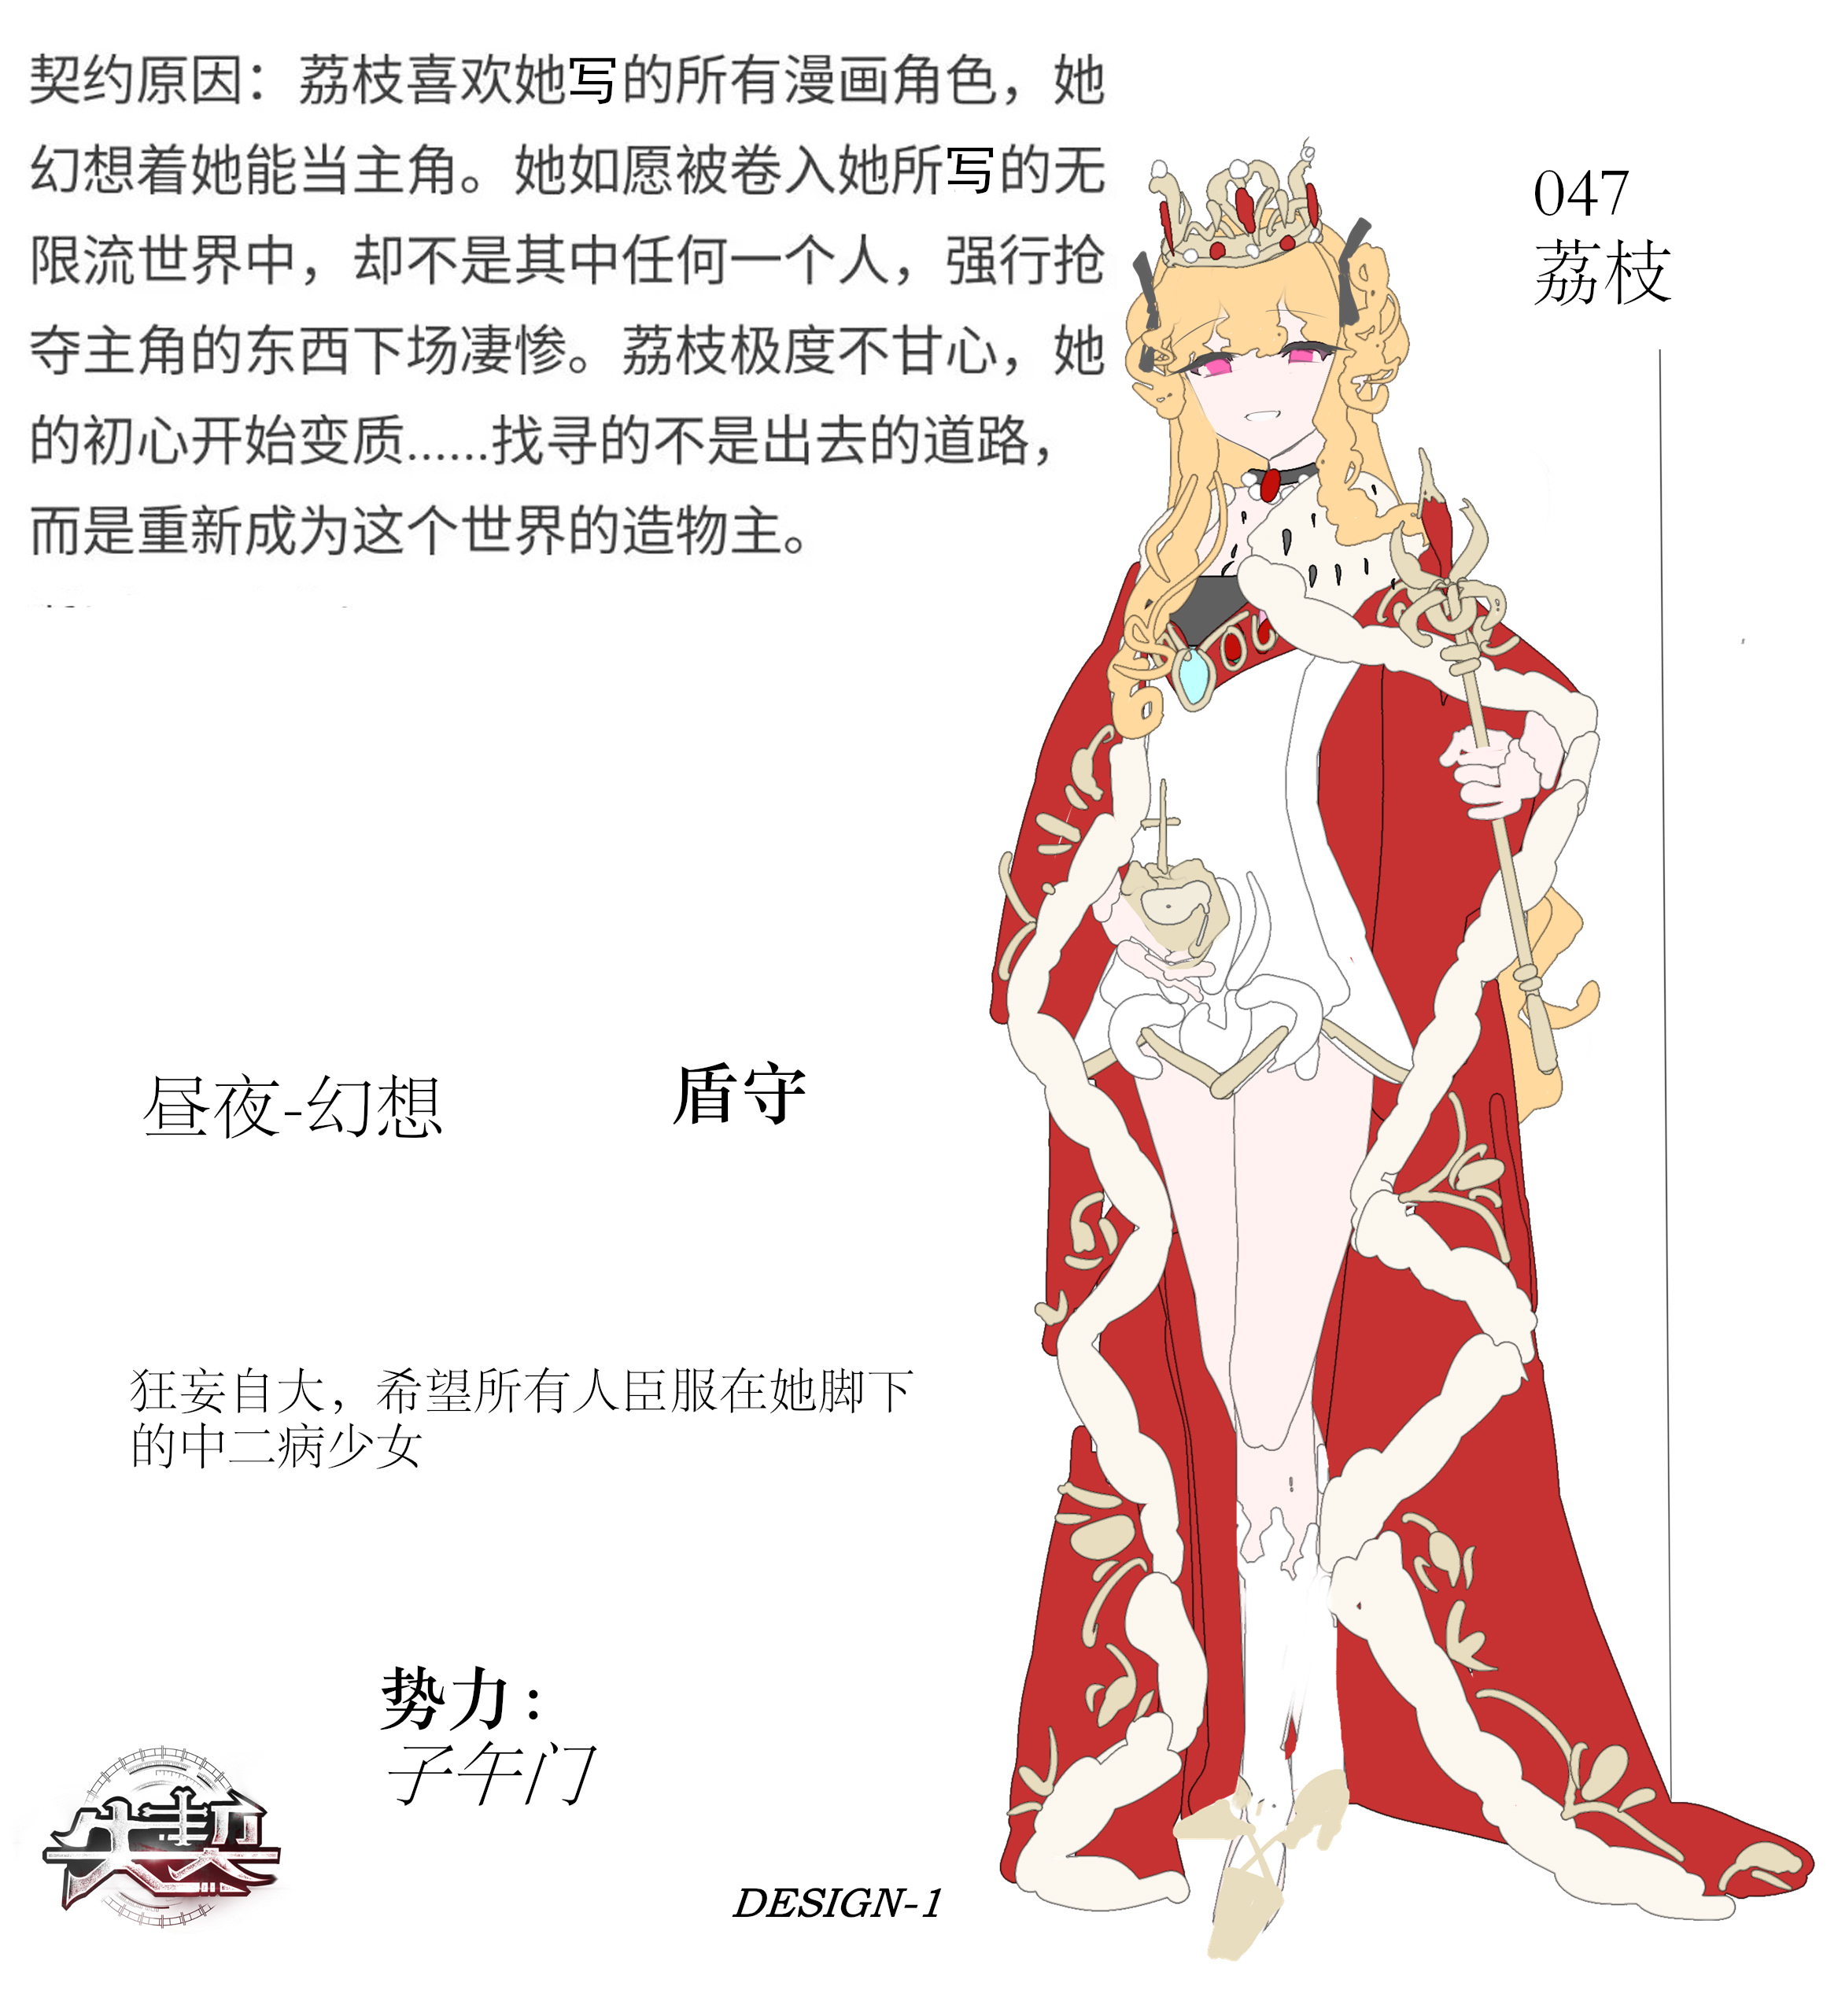 契约原因：荔枝喜欢她写的所有漫画角色，她
幻想着她能当主角。她如愿被卷入她所写的无
限流世界中，却不是其中任何一个人，强行抢
夺主角的东西下场凄惨。荔枝极度不甘心，她
的初心开始变质……找寻的不是出去的道路，
而是重新成为这个世界的造物主。
047
荔枝
昼夜-幻想
盾守
狂妄自大，希望所有人臣服在她脚下
的中二病少女
势力：
子午门
失契
DESIGN-1